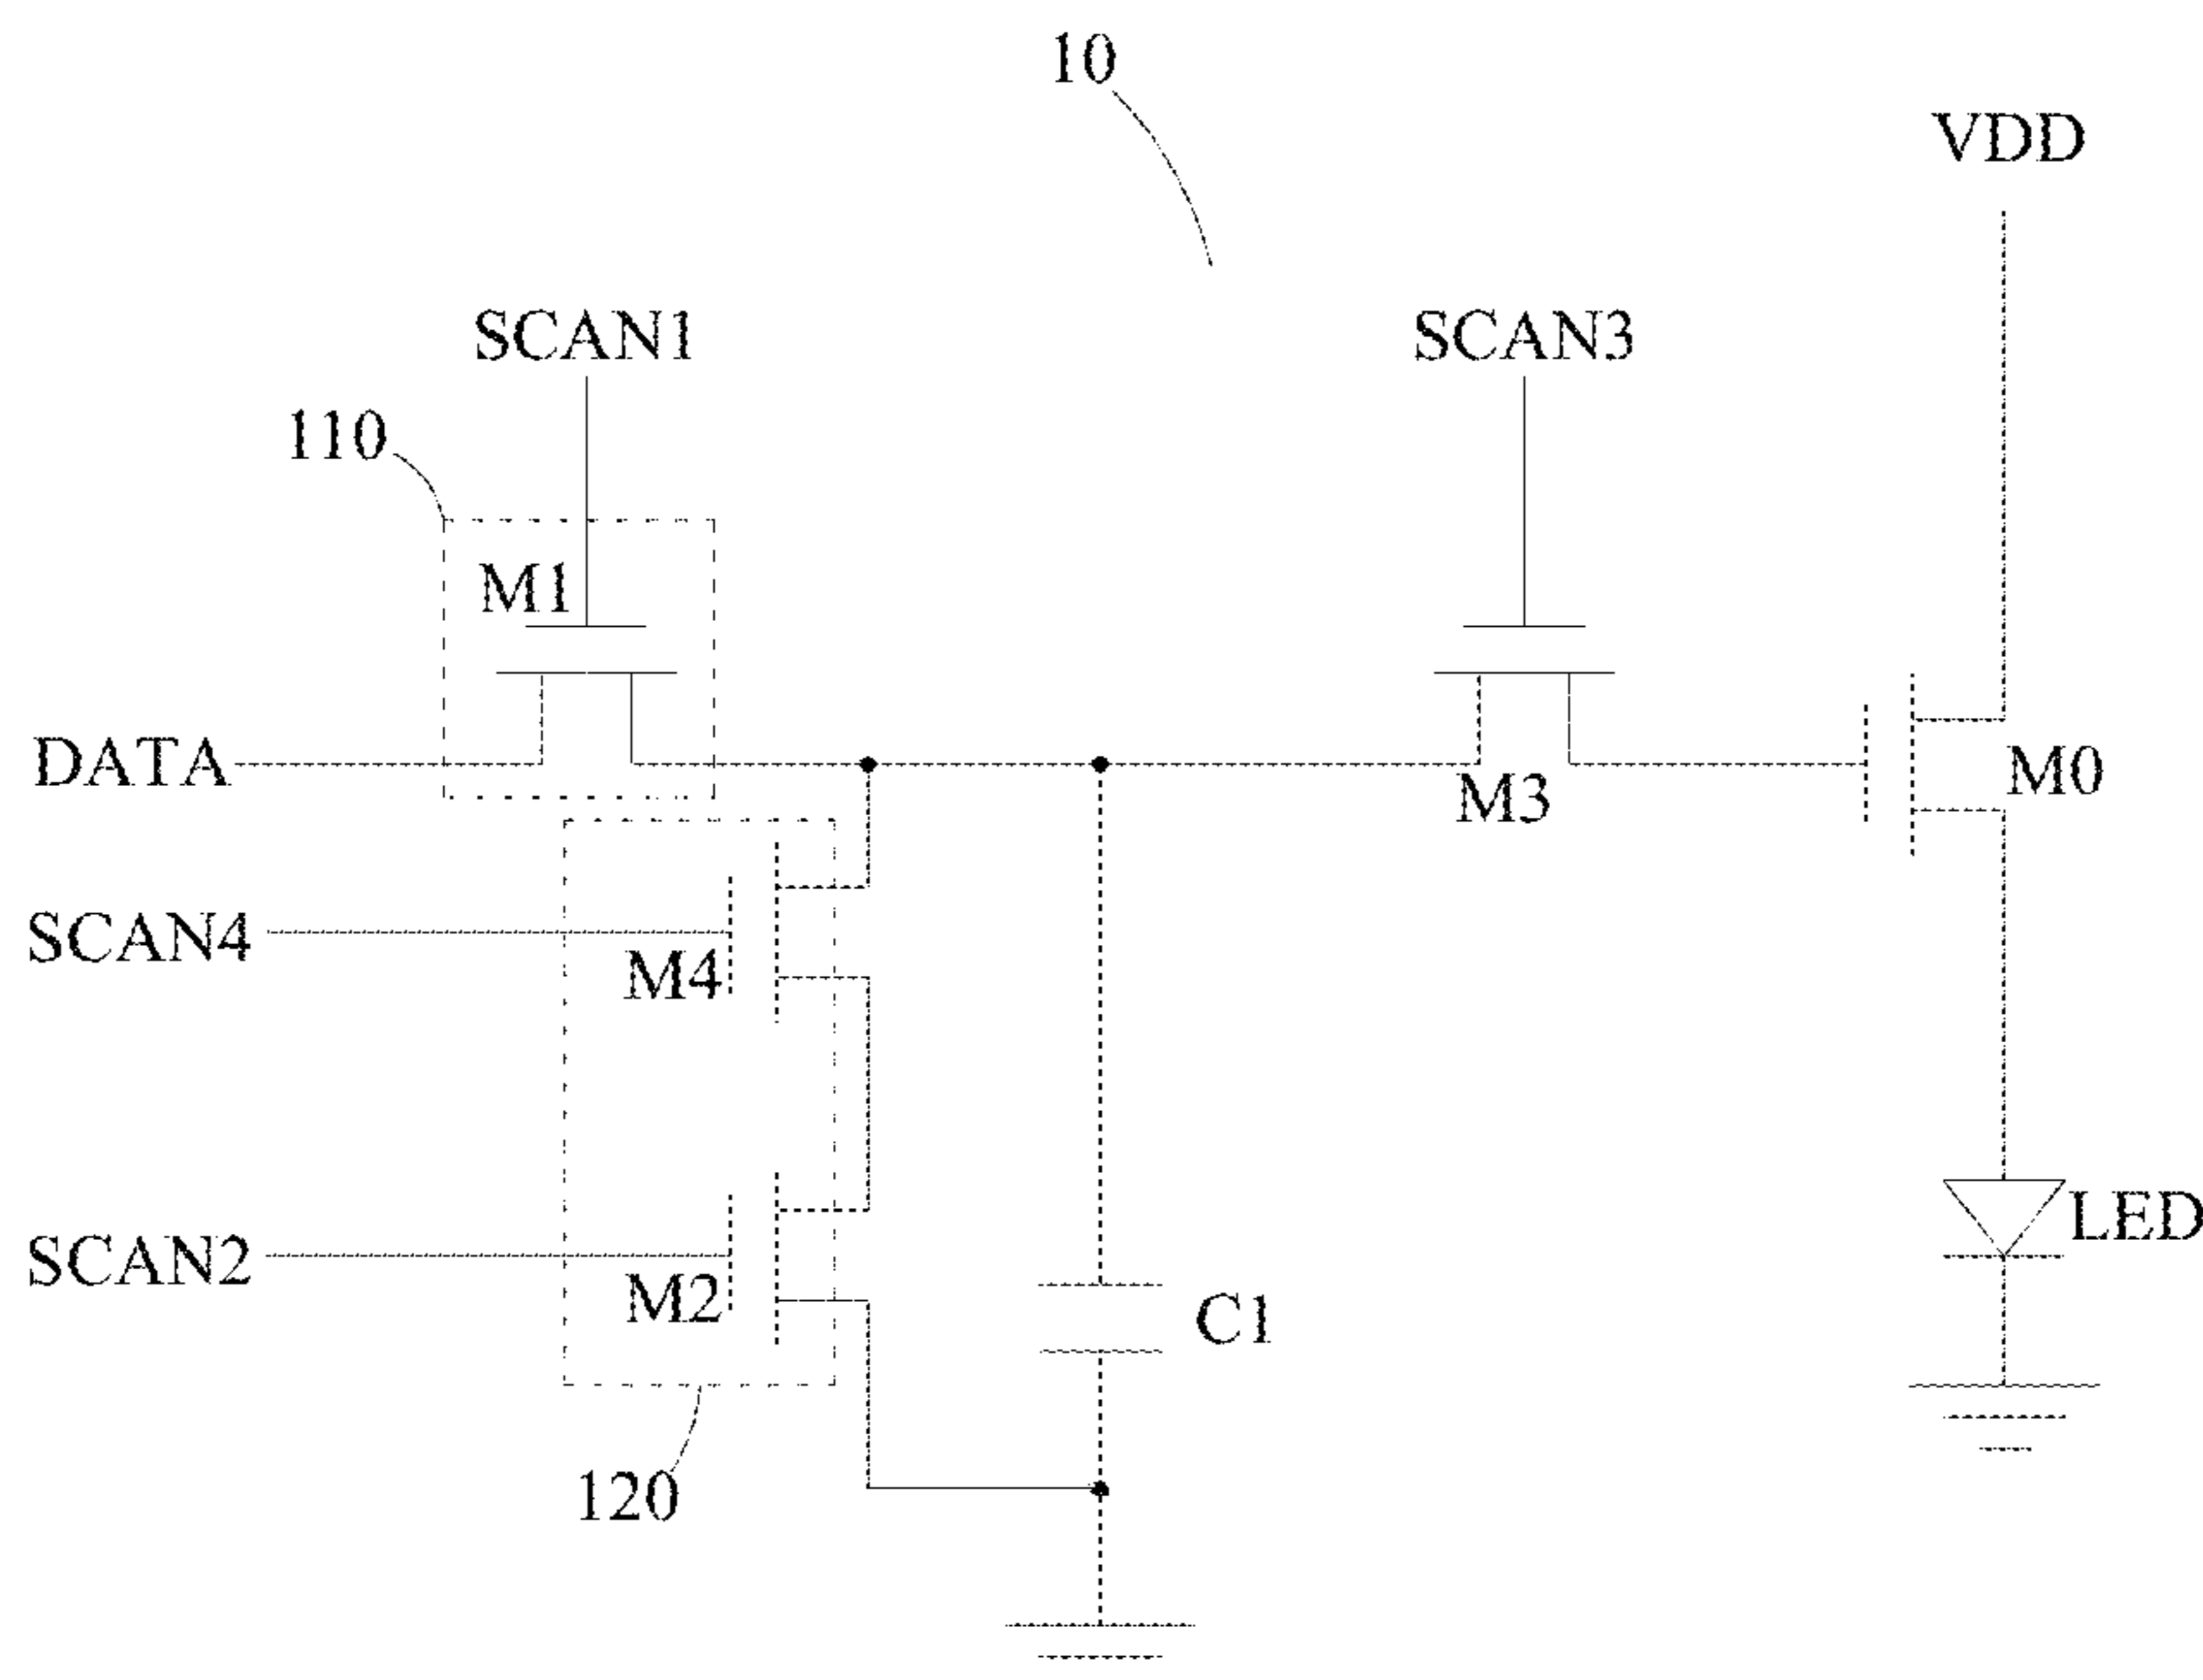 10
VDD
SCAN1
SCAN3
110
M1
DATA
M3
M0
SCAN4
M4
LED
SCAN2
M2
C1
120